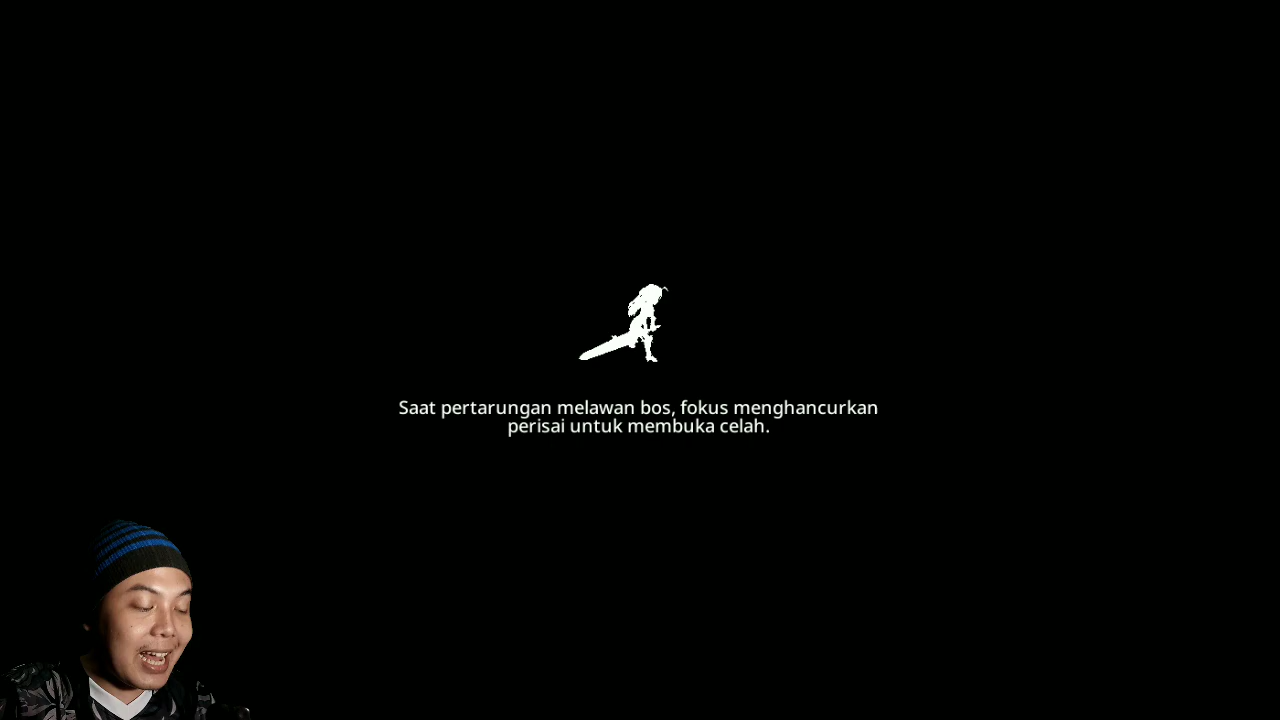 Saat pertarungan melawan bos, fokus menghancurkan
perisai untuk membuka celah.